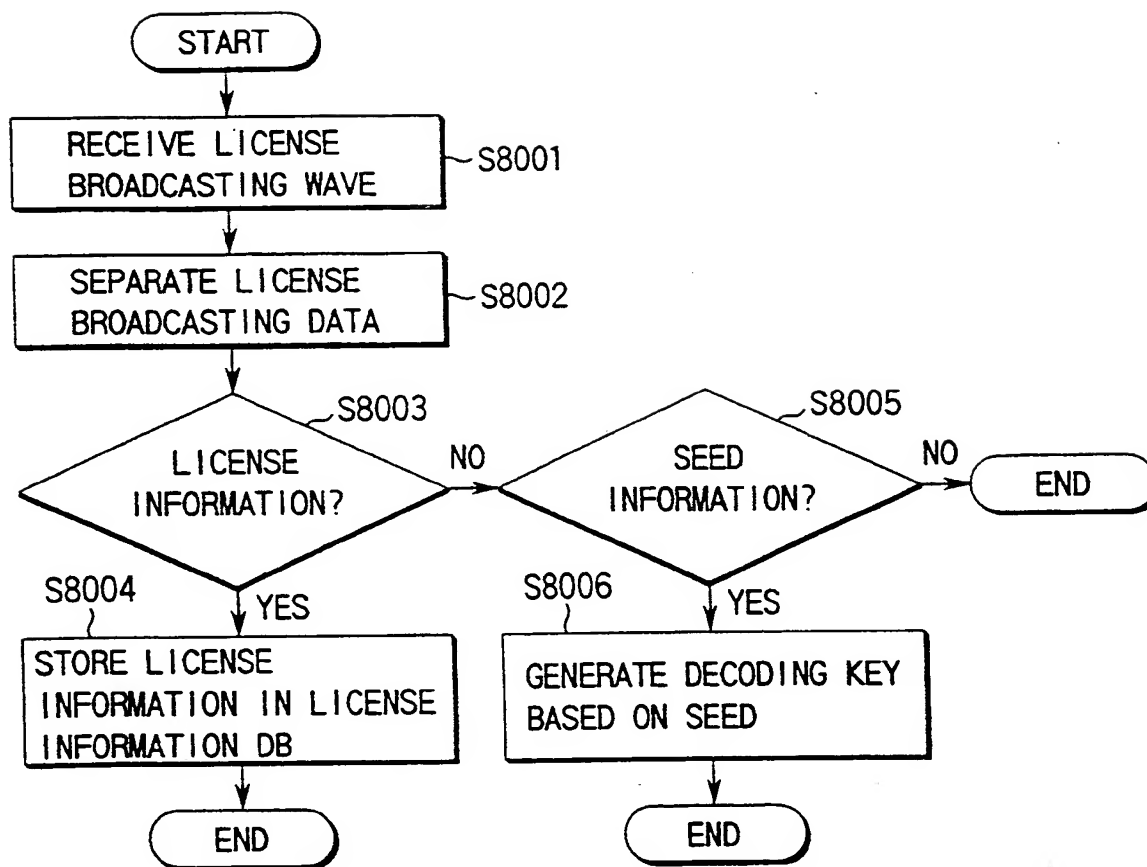 START
RECEIVE LICENSE
BROADCASTING WAVE
S8001
SEPARATE LICENSE
BROADCASTING DATA
S8002
S8003
LICENSE
INFORMATION?
NO
S8005
SEED
INFORMATION?
NO
END
S8004
YES
STORE LICENSE
INFORMATION IN LICENSE
INFORMATION DB
END
S8006
YES
GENERATE DECODING KEY
BASED ON SEED
END